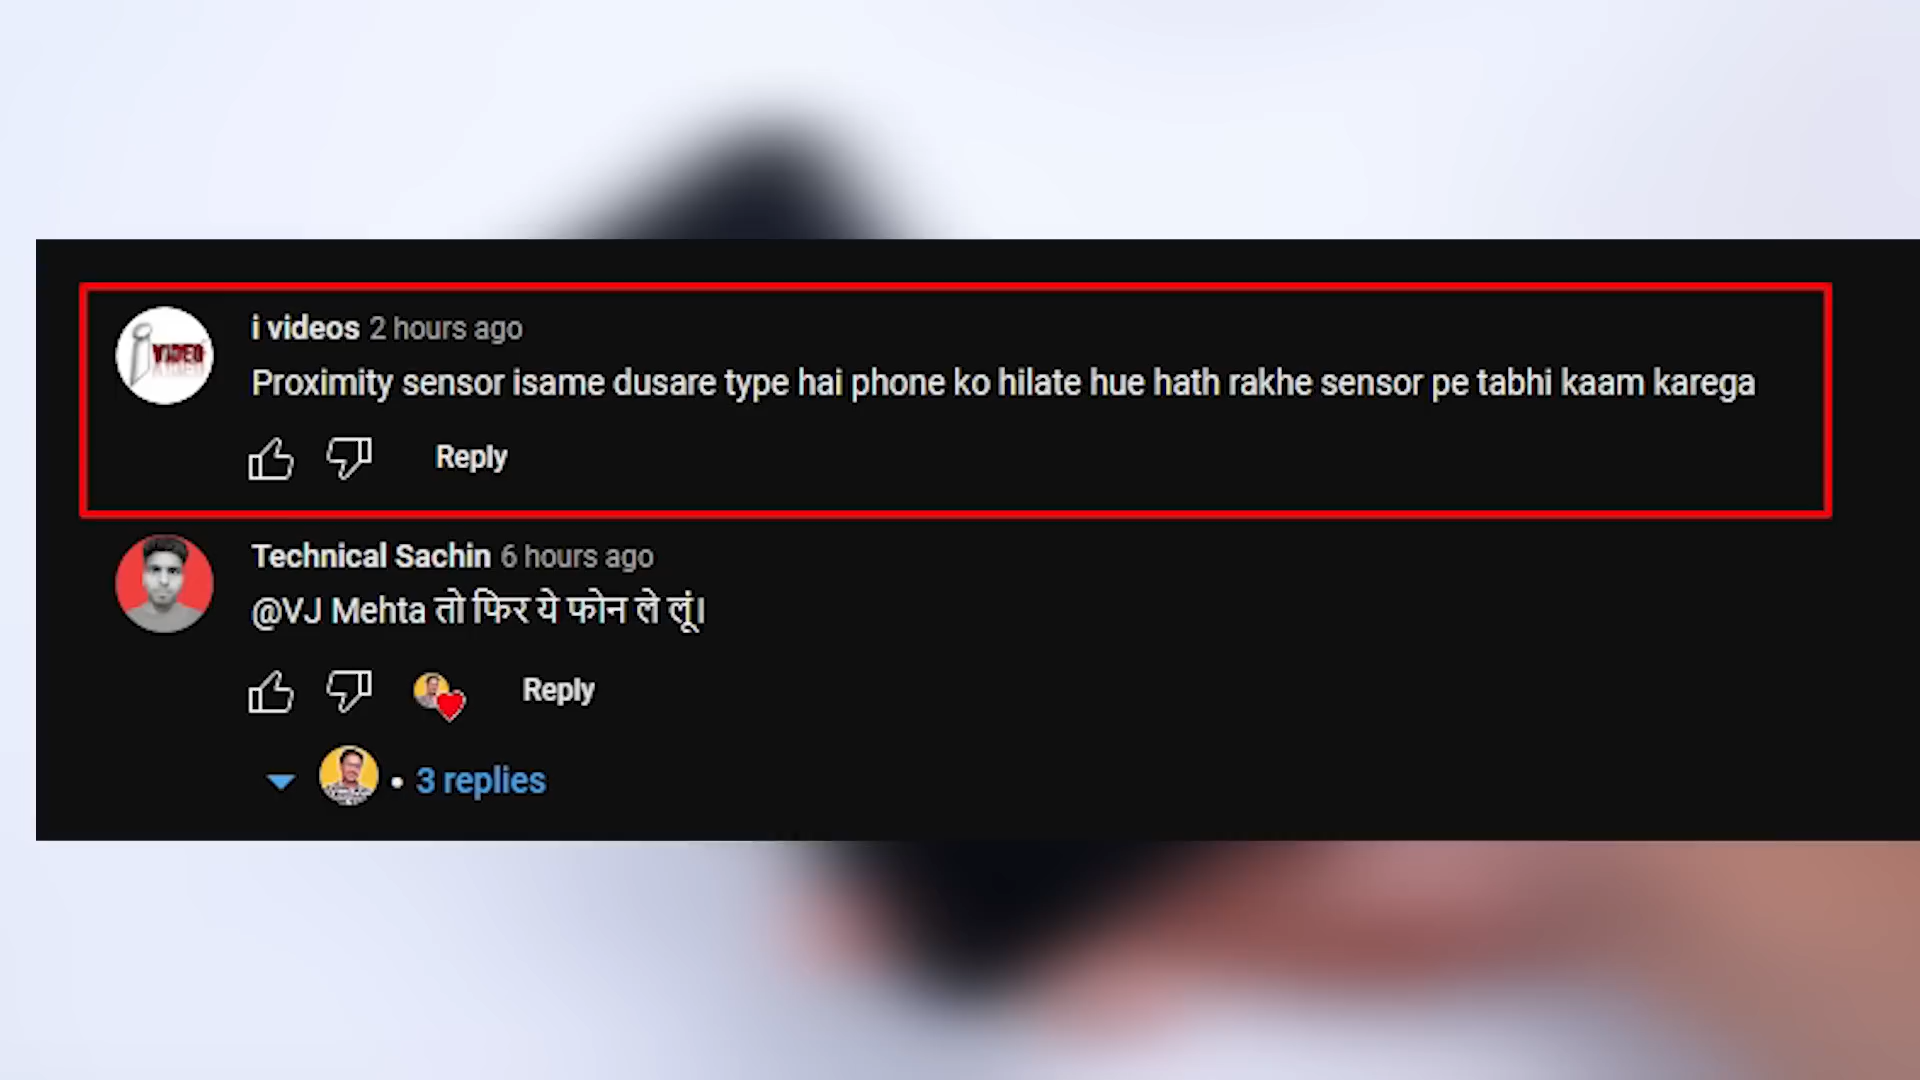 VIDEO
i videos 2 hours ago
Proximity sensor isame dusare type hai phone ko hilate hue hath rakhe sensor pe tabhi kaam karega
Reply
Technical Sachin 6 hours ago
@VJ Mehta तो फिर ये फोन ले लूं।
Reply
• 3 replies